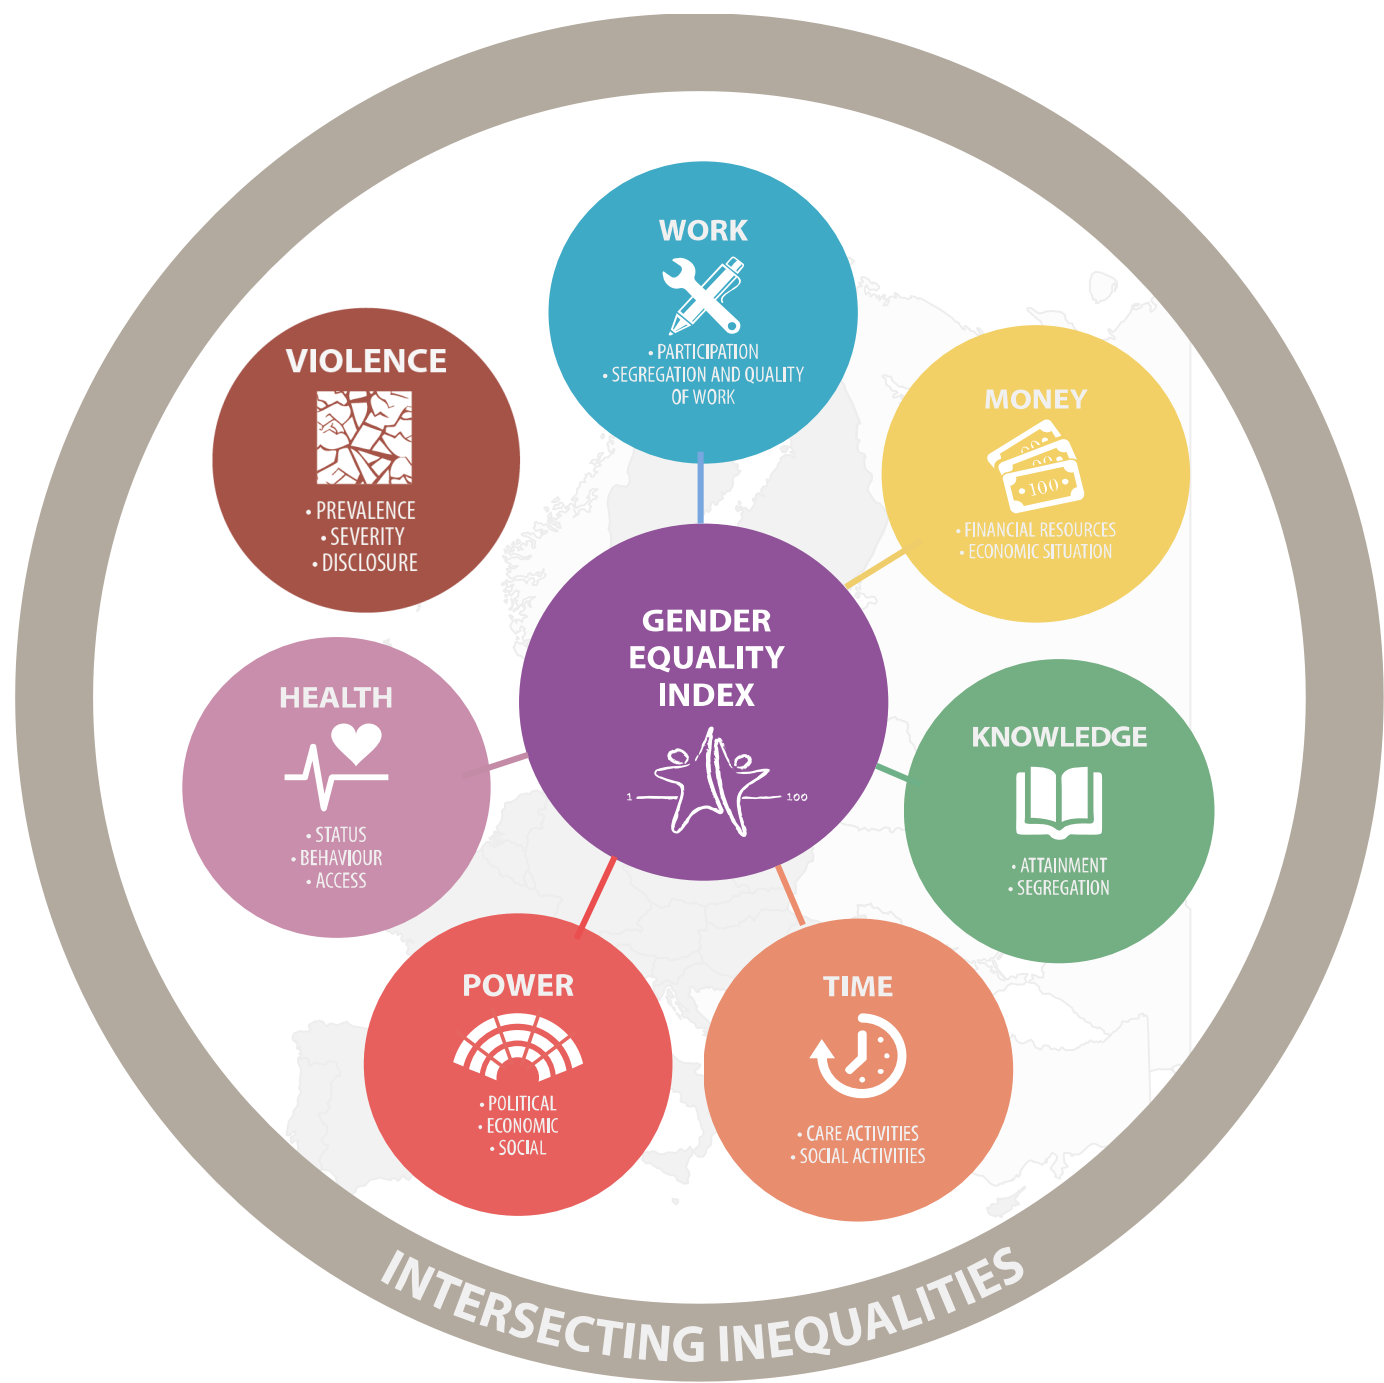 WORK
• PARTICIPATION
• SEGREGATION AND QUALITY
OF WORK
MONEY
100
• FINANCIAL RESOURCES
• ECONOMIC SITUATION
KNOWLEDGE
• ATTAINMENT
• SEGREGATION
TIME
• CARE ACTIVITIES
• SOCIAL ACTIVITIES
POWER
• POLITICAL
• ECONOMIC
• SOCIAL
HEALTH
• STATUS
• BEHAVIOUR
• ACCESS
VIOLENCE
• PREVALENCE
• SEVERITY
• DISCLOSURE
GENDER
EQUALITY
INDEX
1 100
INTERSECTING INEQUALITIES